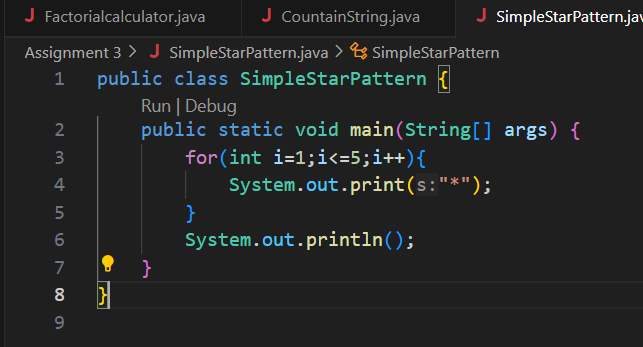 J Factorialcalculator.java J CountainString.java J SimpleStarPattern.jav
Assignment 3 > J SimpleStarPattern.java > SimpleStarPattern
1 public class SimpleStarPattern {
Run | Debug
2 public static void main(String[] args) {
3 for(int i=1;i<=5;i++){
4 System.out.print(s:"*");
5 }
6 System.out.println();
7 }
8 }
9